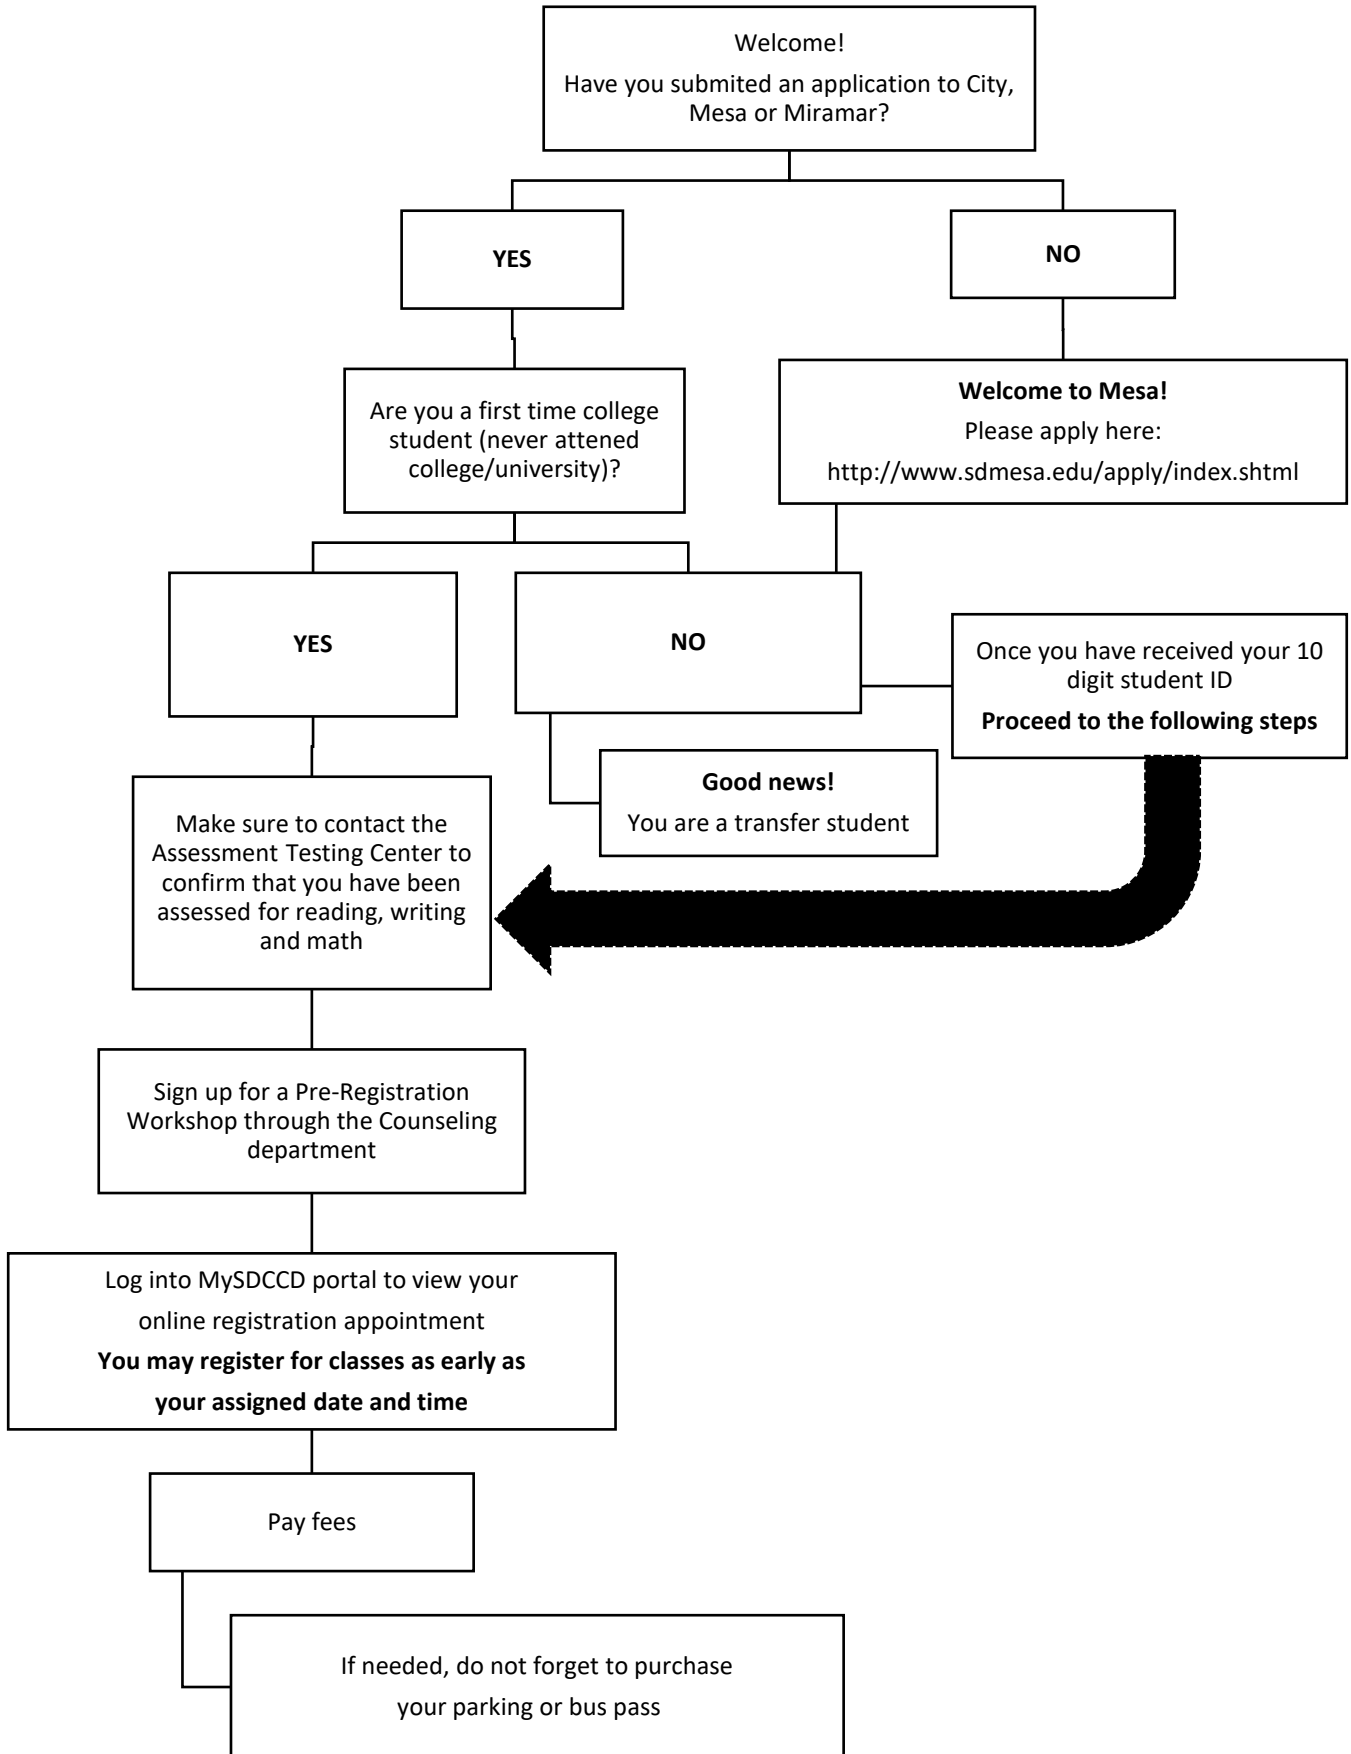 Welcome!
Have you submited an application to City,
Mesa or Miramar?
YES
NO
Are you a first time college
student (never attened
college/university)?
Welcome to Mesa!
Please apply here:
http://www.sdmesa.edu/apply/index.shtml
YES
NO
Once you have received your 10
digit student ID
Proceed to the following steps
Good news!
You are a transfer student
Make sure to contact the
Assessment Testing Center to
confirm that you have been
assessed for reading, writing
and math
Sign up for a Pre-Registration
Workshop through the Counseling
department
Log into MySDCCD portal to view your
online registration appointment
You may register for classes as early as
your assigned date and time
Pay fees
If needed, do not forget to purchase
your parking or bus pass